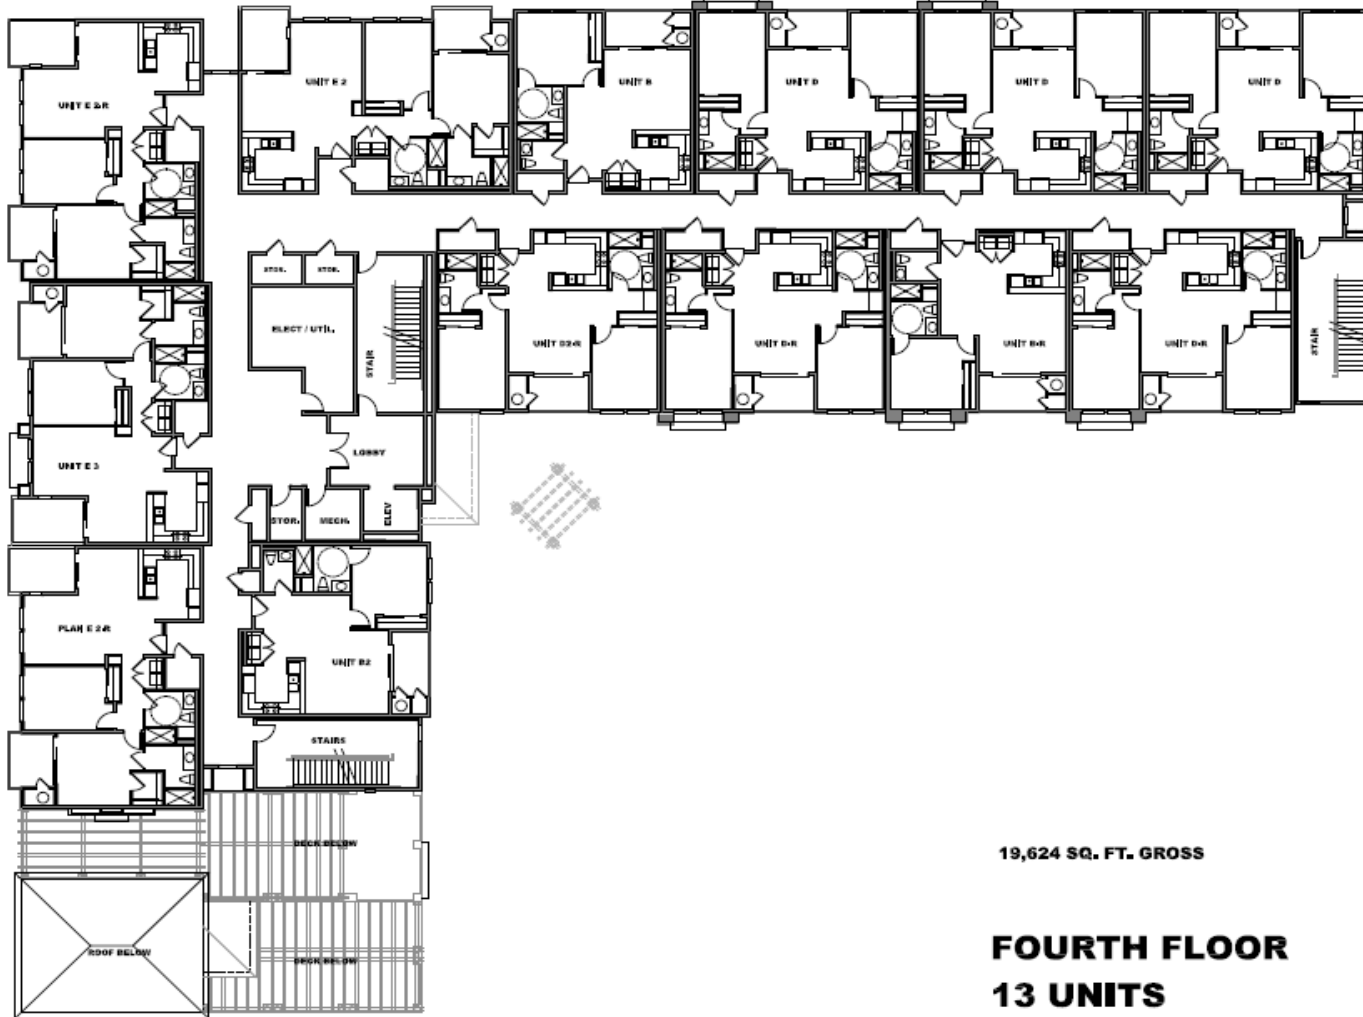 UNIT E 2-R
UNIT E 2
UNIT B
UNIT D
UNIT D
UNIT D
STOR.
STOR.
ELECT / UTIL.
STAIR
UNIT D2-R
UNIT D-R
UNIT B-R
UNIT D-R
STAIR
UNIT E 3
LOBBY
STOR.
MECH.
ELEV
PLAN E 2-R
UNIT B2
STAIRS
DECK BELOW
ROOF BELOW
DECK BELOW
19,624 SQ. FT. GROSS
FOURTH FLOOR
13 UNITS